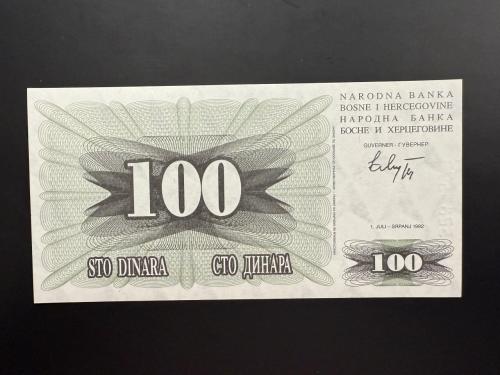 NARODNA BANKA
BOSNE I HERCEGOVINE
НАРОДНА БАНКА
БОСНЕ И ХЕРЦЕГОВИНЕ
GUVERNER - ГУВЕРНЕР
100
1. JULI - SRPANJ 1992
STO DINARA СТО ДИНАРА
100